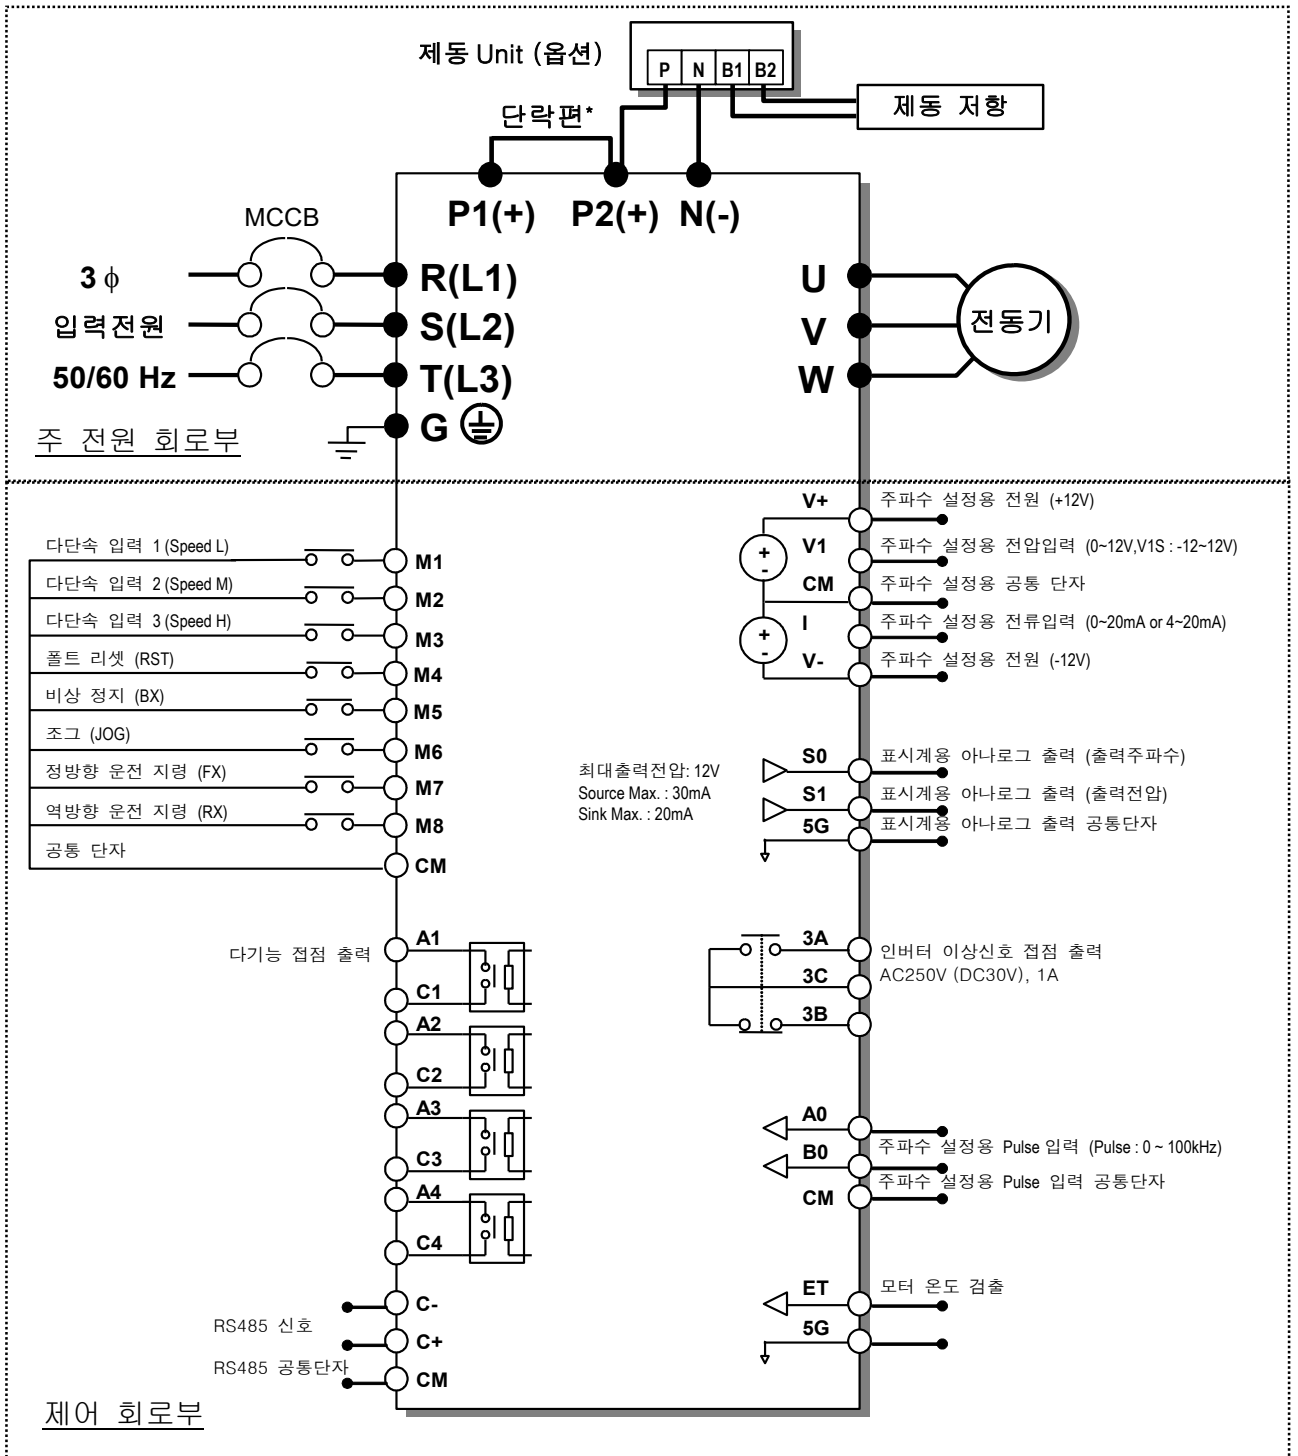 제동 Unit (옵션)
P N B1 B2
제동 저항
단락편*
P1(+) P2(+) N(-)
MCCB
3 ϕ
입력전원
50/60 Hz
R(L1)
S(L2)
T(L3)
G
U
V
W
전동기
주 전원 회로부
다단속 입력 1 (Speed L)
M1
다단속 입력 2 (Speed M)
M2
다단속 입력 3 (Speed H)
M3
폴트 리셋 (RST)
M4
비상 정지 (BX)
M5
조그 (JOG)
M6
정방향 운전 지령 (FX)
M7
역방향 운전 지령 (RX)
M8
공통 단자
CM
V+
주파수 설정용 전원 (+12V)
+
-
V1
주파수 설정용 전압입력 (0~12V,V1S : -12~12V)
CM
주파수 설정용 공통 단자
+
-
I
주파수 설정용 전류입력 (0~20mA or 4~20mA)
V-
주파수 설정용 전원 (-12V)
최대출력전압: 12V
Source Max. : 30mA
Sink Max. : 20mA
S0
표시계용 아나로그 출력 (출력주파수)
S1
표시계용 아나로그 출력 (출력전압)
5G
표시계용 아나로그 출력 공통단자
다기능 접점 출력
A1
C1
A2
C2
A3
C3
A4
C4
3A
인버터 이상신호 접점 출력
AC250V (DC30V), 1A
3C
3B
A0
주파수 설정용 Pulse 입력 (Pulse : 0 ~ 100kHz)
B0
주파수 설정용 Pulse 입력 공통단자
CM
ET
모터 온도 검출
5G
C-
RS485 신호
C+
RS485 공통단자
CM
제어 회로부